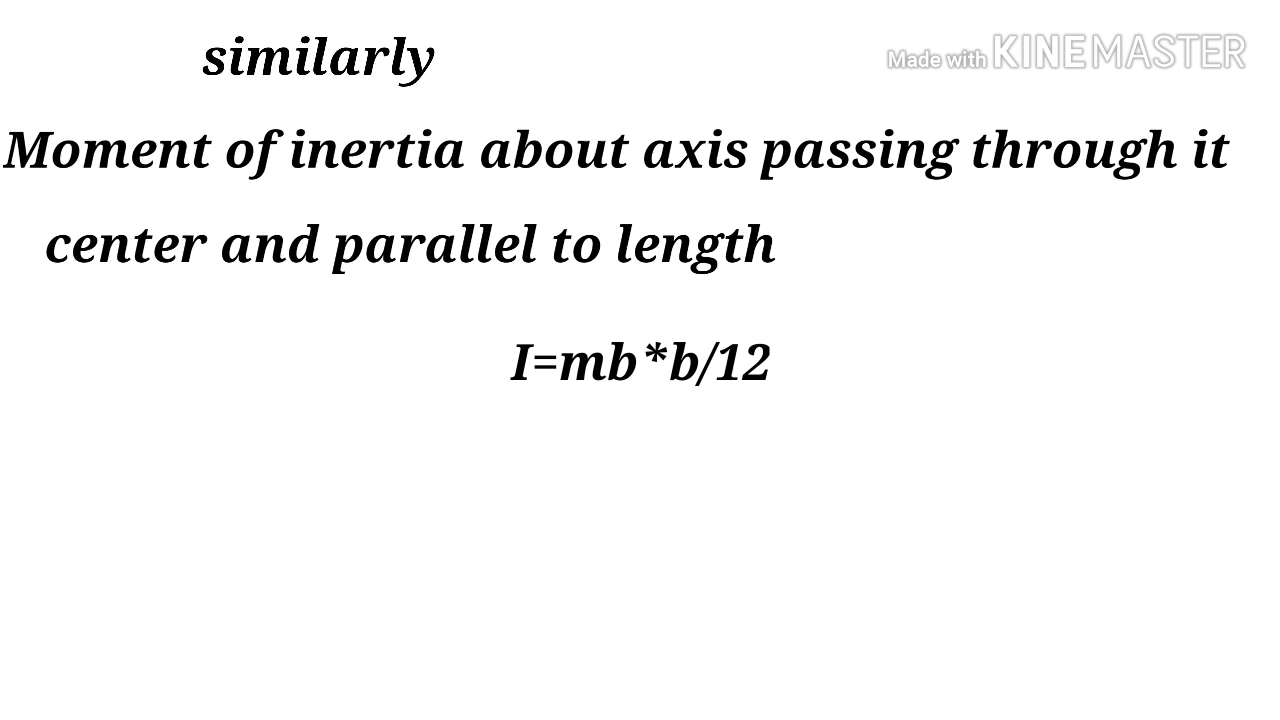 similarly
Made with KINEMASTER
Moment of inertia about axis passing through it
center and parallel to length
I=mb*b/12